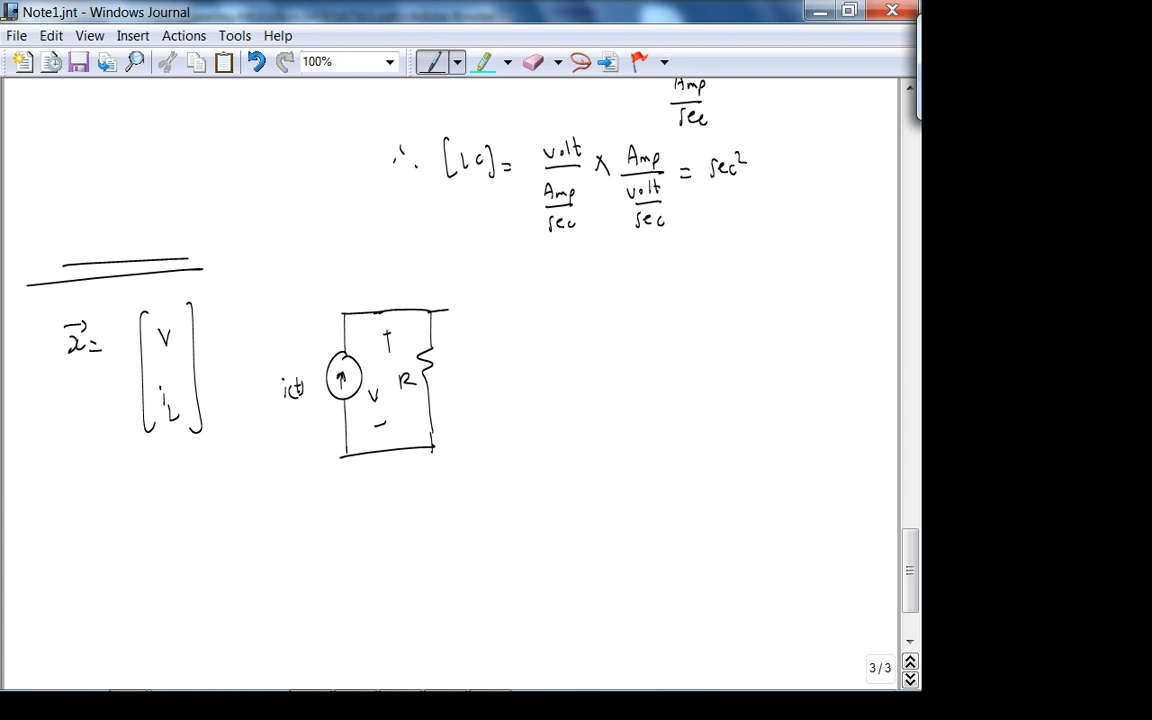 Note1.jnt - Windows Journal
File Edit View Insert Actions Tools Help
100%
Amp
sec
∴ [LC] = volt / Amp / sec × Amp / volt / sec = sec²
x⃗ = [ v
i_L ]
i(t) + v − R
3 / 3